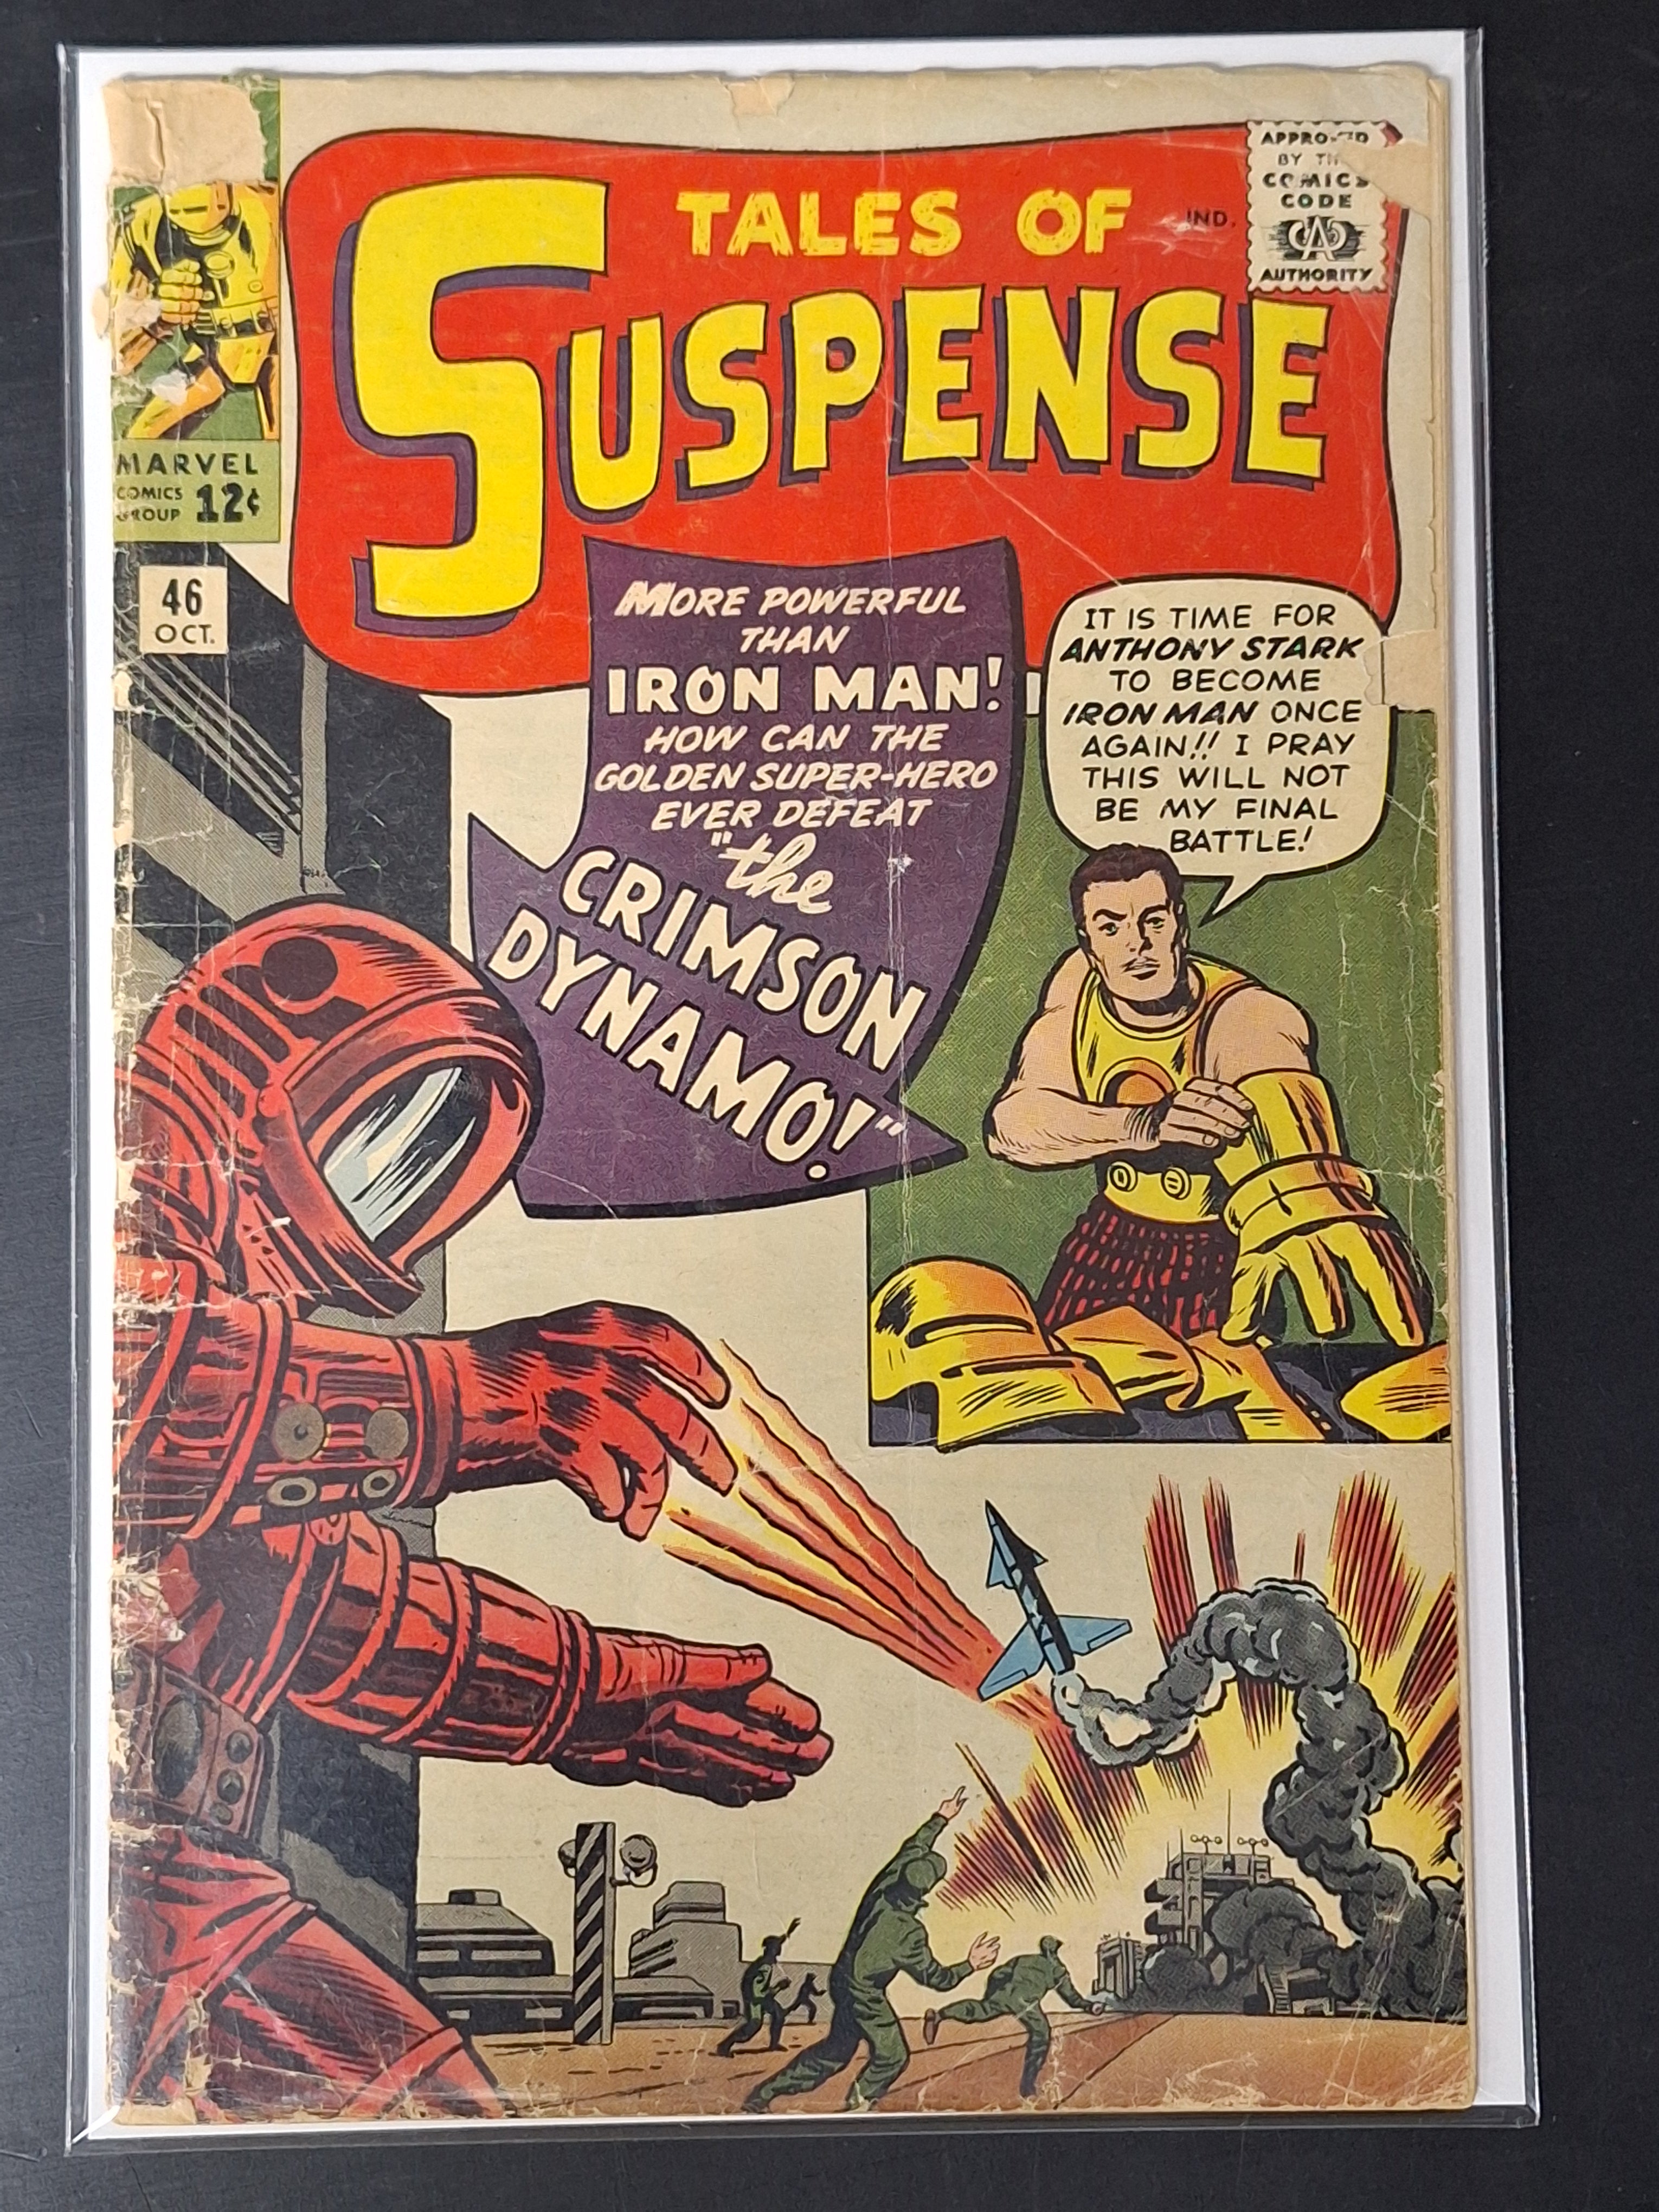 TALES OF
SUSPENSE
IND.
BY
COMICS
CODE
CA
AUTHORITY
MARVEL
COMICS
GROUP 12¢
46
OCT.
MORE POWERFUL
THAN
IRON MAN!
HOW CAN THE
GOLDEN SUPER-HERO
EVER DEFEAT
"the
CRIMSON
DYNAMO!"
IT IS TIME FOR
ANTHONY STARK
TO BECOME
IRON MAN ONCE
AGAIN!! I PRAY
THIS WILL NOT
BE MY FINAL
BATTLE!